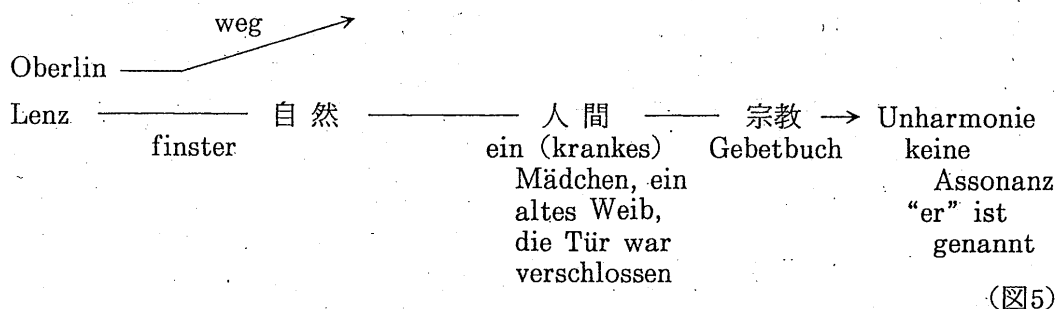 weg
Oberlin
Lenz 自然 人間 宗教 Unharmonie
finster ein (krankes) Gebetbuch keine
Mädchen, ein Assonanz
altes Weib, "er" ist
die Tür war genannt
verschlossen
(図5)